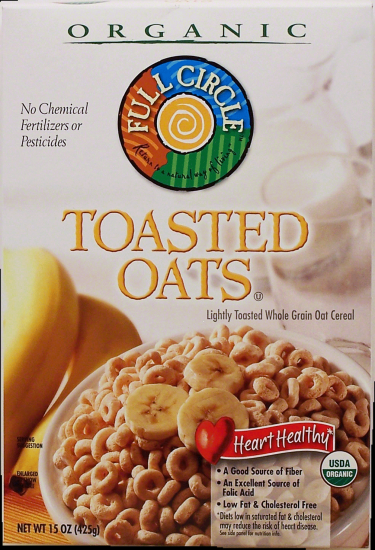 ORGANIC
No Chemical
Fertilizers or
Pesticides
FULL CIRCLE
Return to a natural way of living
TOASTED
OATS
Lightly Toasted Whole Grain Oat Cereal
SUGGESTION
ENLARGED
Heart Healthy*
• A Good Source of Fiber
• An Excellent Source of
Folic Acid
• Low Fat & Cholesterol Free
*Diets low in saturated fat & cholesterol
may reduce the risk of heart disease.
See side panel for nutrition info.
USDA
ORGANIC
NET WT 15 OZ (425g)